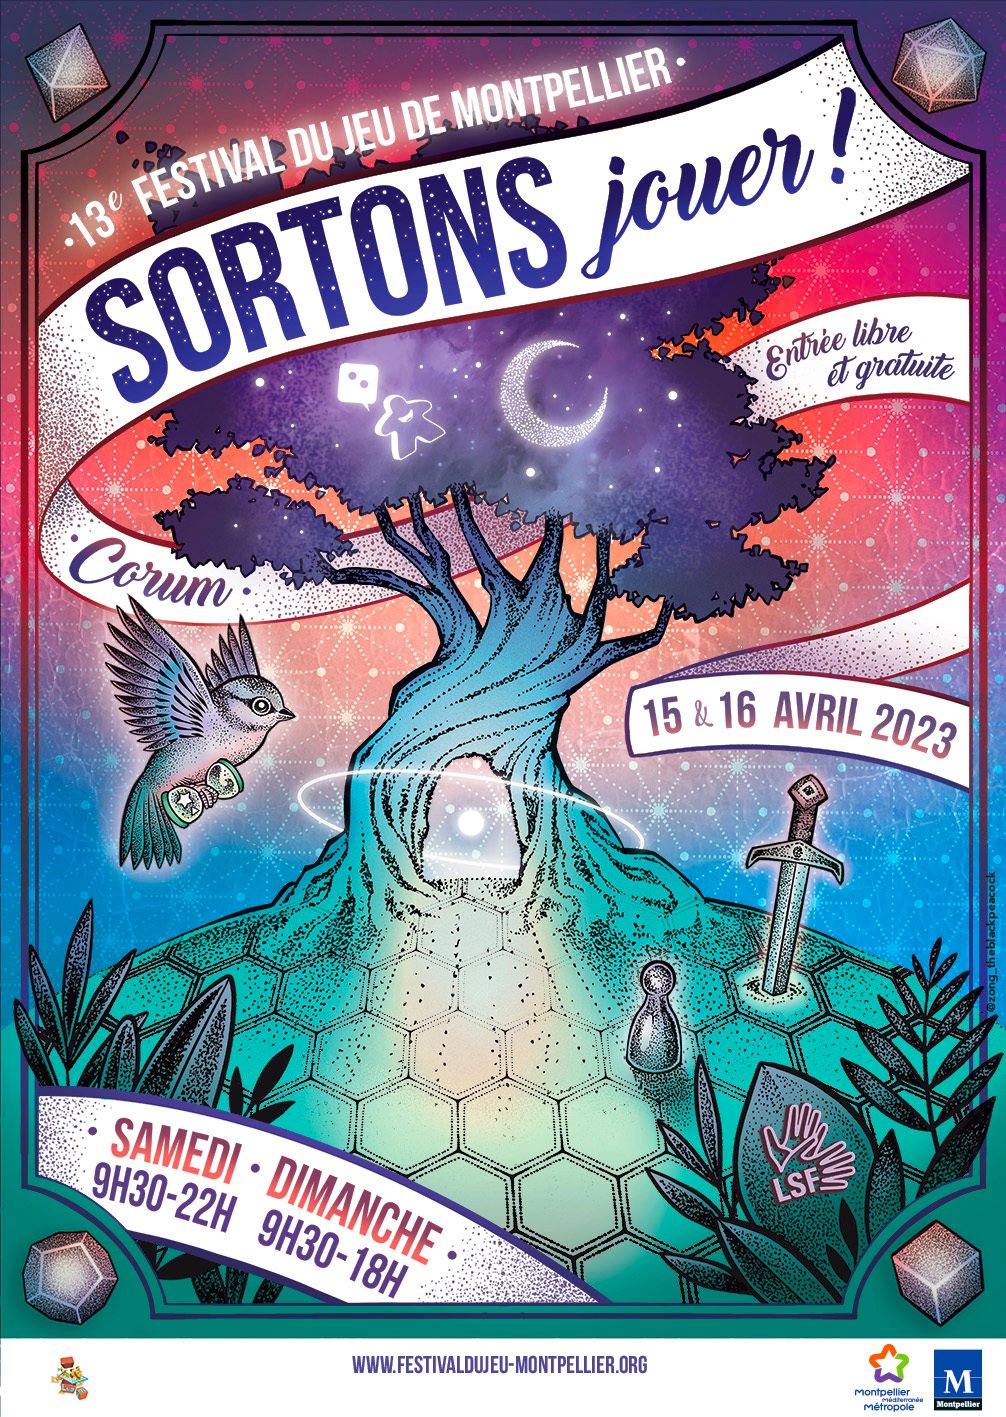 · 13e FESTIVAL DU JEU DE MONTPELLIER ·
SORTONS jouer !
Entrée libre
et gratuite
· Corum ·
15 & 16 AVRIL 2023
©zong_theblackpeacock
LSF
· SAMEDI · DIMANCHE ·
9H30-22H 9H30-18H
WWW.FESTIVALDUJEU-MONTPELLIER.ORG
montpellier
Méditerranée
métropole
M
Montpellier